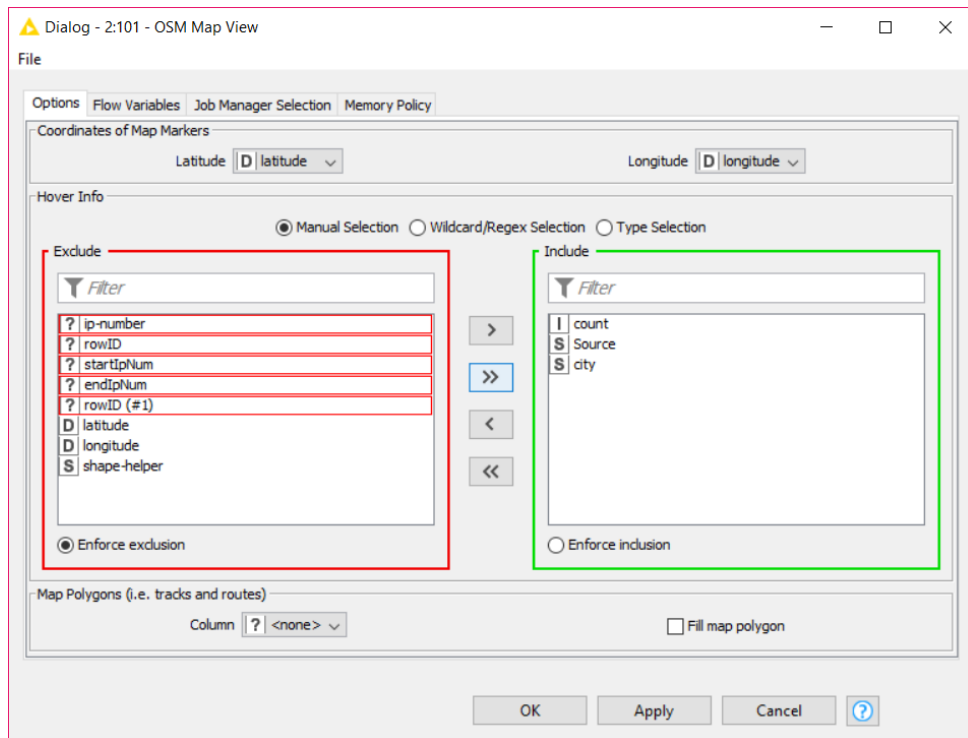 Dialog - 2:101 - OSM Map View
File
Options Flow Variables Job Manager Selection Memory Policy
Coordinates of Map Markers
Latitude D latitude Longitude D longitude
Hover Info
Manual Selection Wildcard/Regex Selection Type Selection
Exclude Include
Filter Filter
? ip-number > I count
? rowID S Source
? startIpNum S city
? endIpNum >>
? rowID (#1)
D latitude <
D longitude
S shape-helper <<
Enforce exclusion Enforce inclusion
Map Polygons (i.e. tracks and routes)
Column ? <none> Fill map polygon
OK Apply Cancel ?